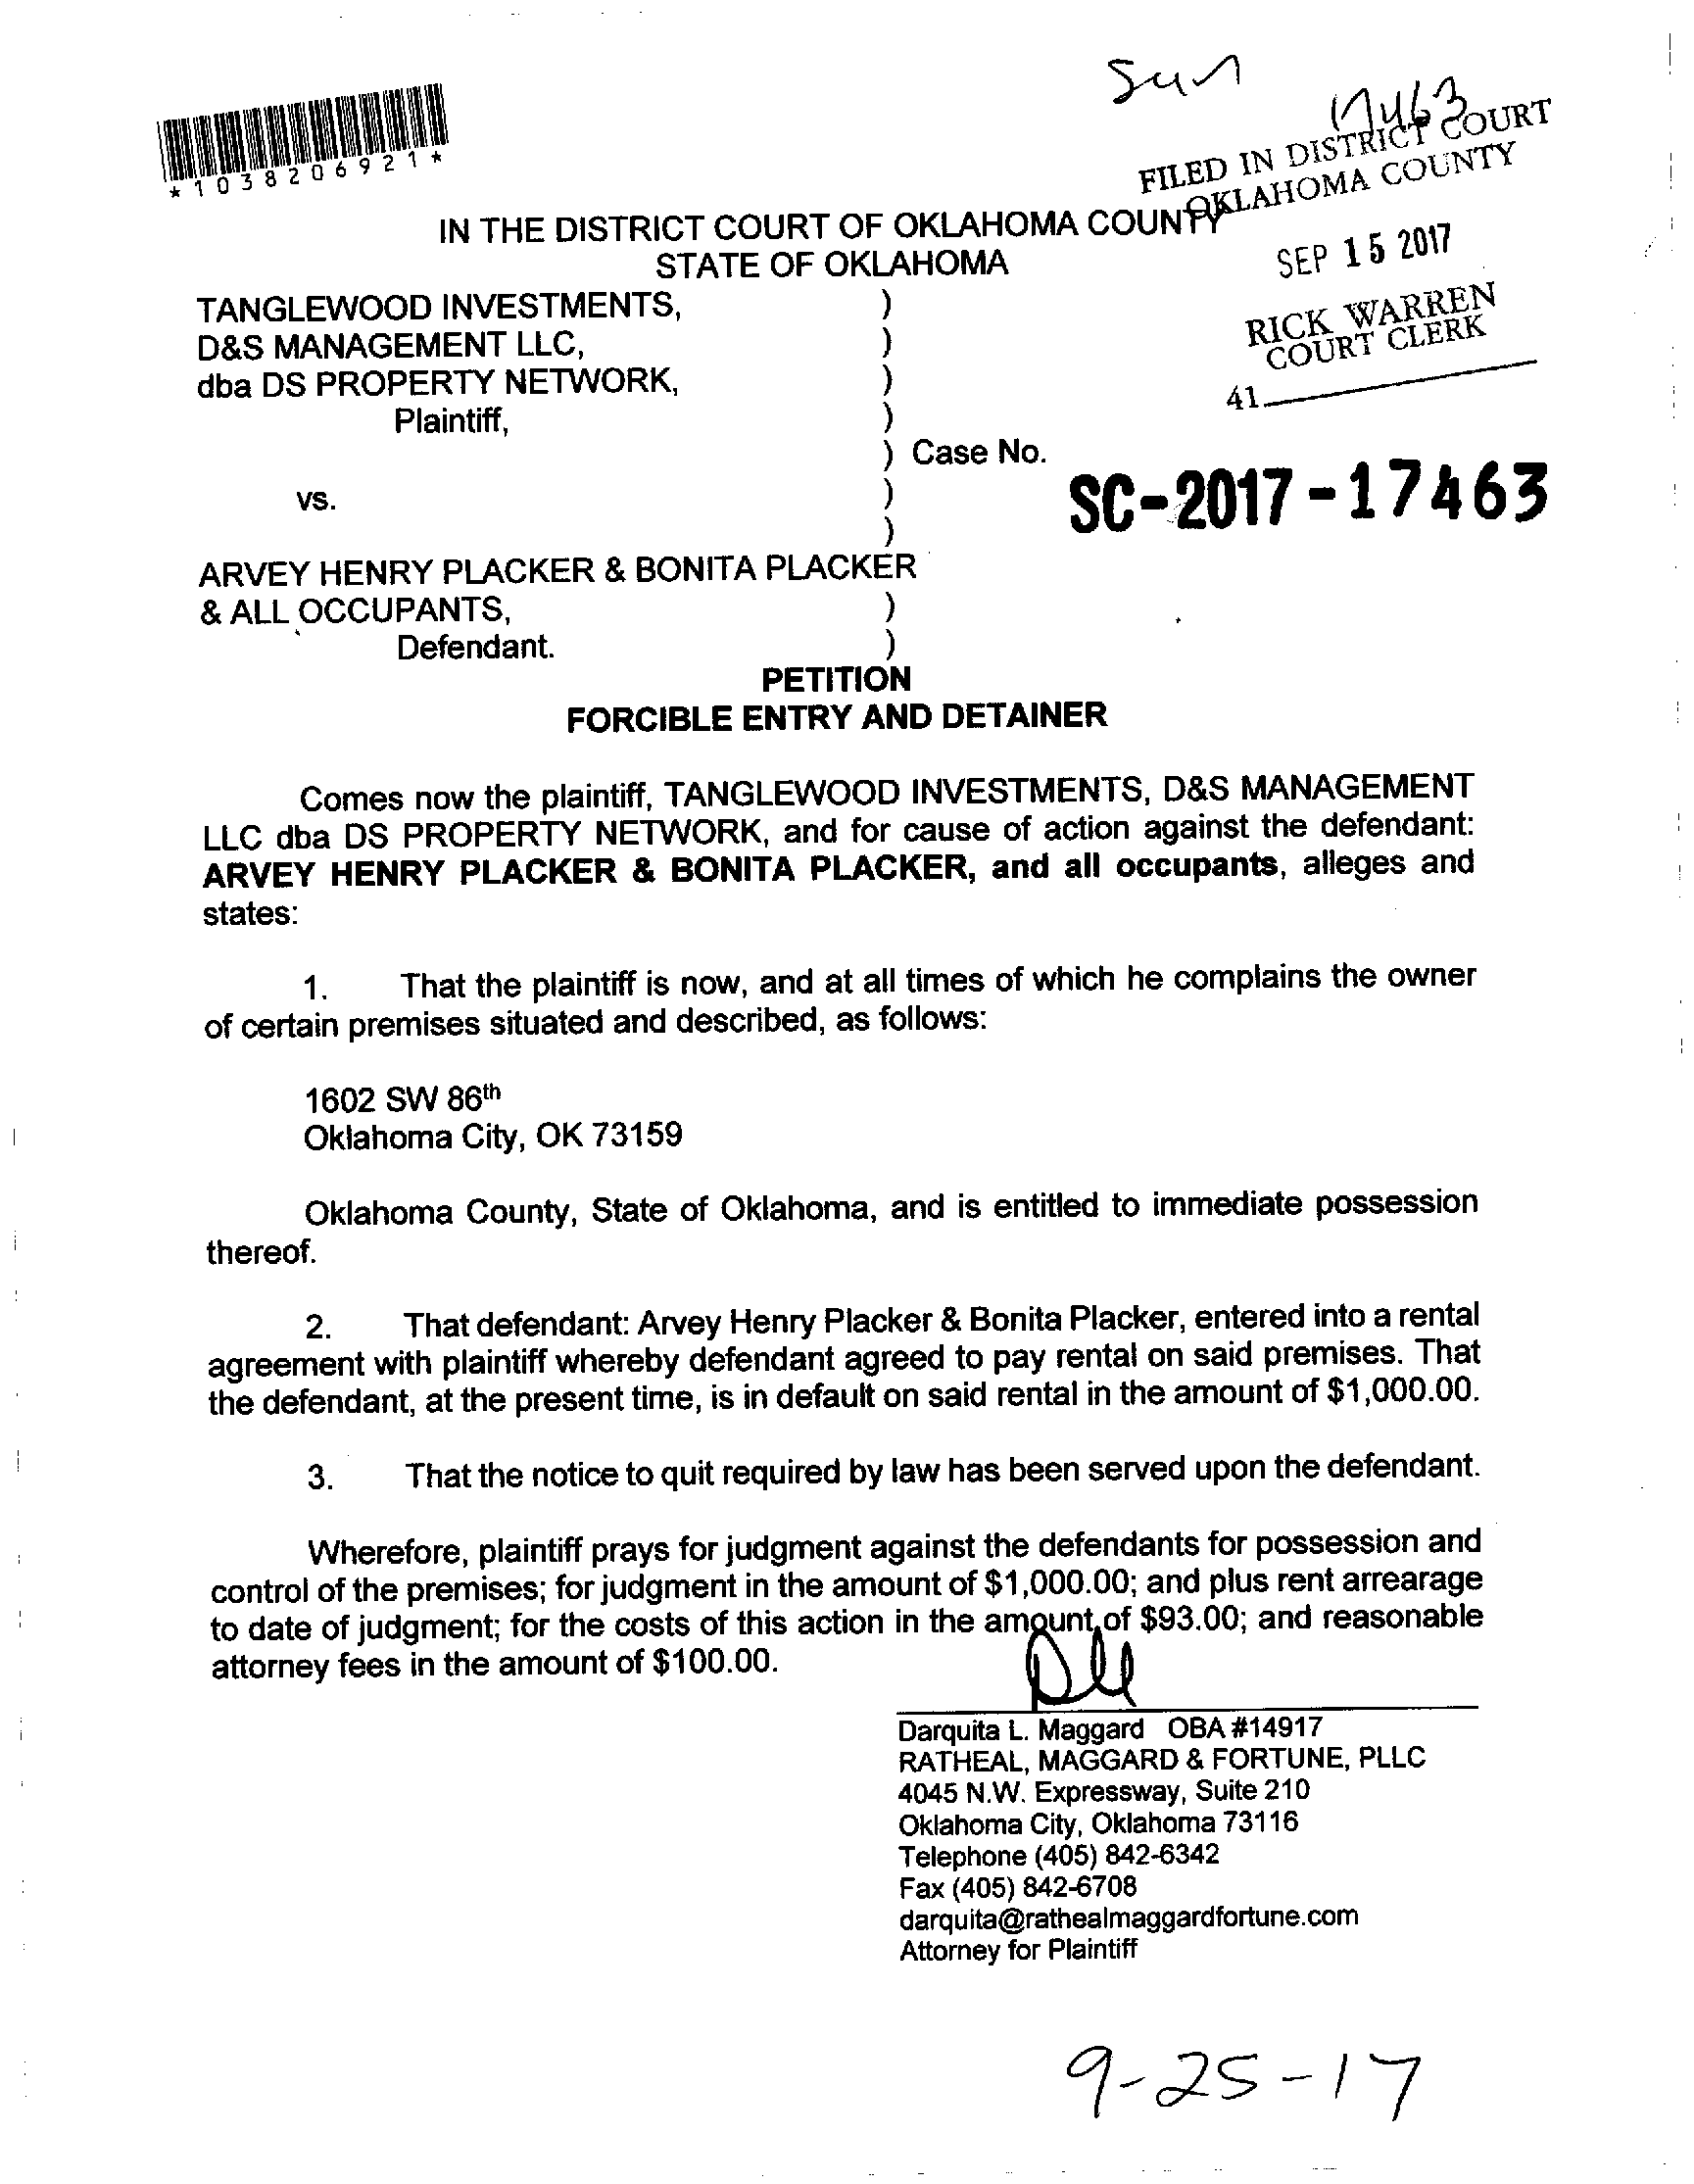 17463
FILED IN DISTRICT COURT
OKLAHOMA COUNTY
*1038206921*
IN THE DISTRICT COURT OF OKLAHOMA COUNTY
STATE OF OKLAHOMA
SEP 15 2017
RICK WARREN
COURT CLERK
41
TANGLEWOOD INVESTMENTS, )
D&S MANAGEMENT LLC, )
dba DS PROPERTY NETWORK, )
Plaintiff, )
) Case No.
SC-2017-17463
vs. )
)
ARVEY HENRY PLACKER & BONITA PLACKER
& ALL OCCUPANTS, )
Defendant. )
PETITION
FORCIBLE ENTRY AND DETAINER
Comes now the plaintiff, TANGLEWOOD INVESTMENTS, D&S MANAGEMENT
LLC dba DS PROPERTY NETWORK, and for cause of action against the defendant:
ARVEY HENRY PLACKER & BONITA PLACKER, and all occupants, alleges and
states:
1. That the plaintiff is now, and at all times of which he complains the owner
of certain premises situated and described, as follows:
1602 SW 86th
Oklahoma City, OK 73159
Oklahoma County, State of Oklahoma, and is entitled to immediate possession
thereof.
2. That defendant: Arvey Henry Placker & Bonita Placker, entered into a rental
agreement with plaintiff whereby defendant agreed to pay rental on said premises. That
the defendant, at the present time, is in default on said rental in the amount of $1,000.00.
3. That the notice to quit required by law has been served upon the defendant.
Wherefore, plaintiff prays for judgment against the defendants for possession and
control of the premises; for judgment in the amount of $1,000.00; and plus rent arrearage
to date of judgment; for the costs of this action in the amount of $93.00; and reasonable
attorney fees in the amount of $100.00.
Darquita L. Maggard OBA #14917
RATHEAL, MAGGARD & FORTUNE, PLLC
4045 N.W. Expressway, Suite 210
Oklahoma City, Oklahoma 73116
Telephone (405) 842-6342
Fax (405) 842-6708
darquita@rathealmaggardfortune.com
Attorney for Plaintiff
9-25-17